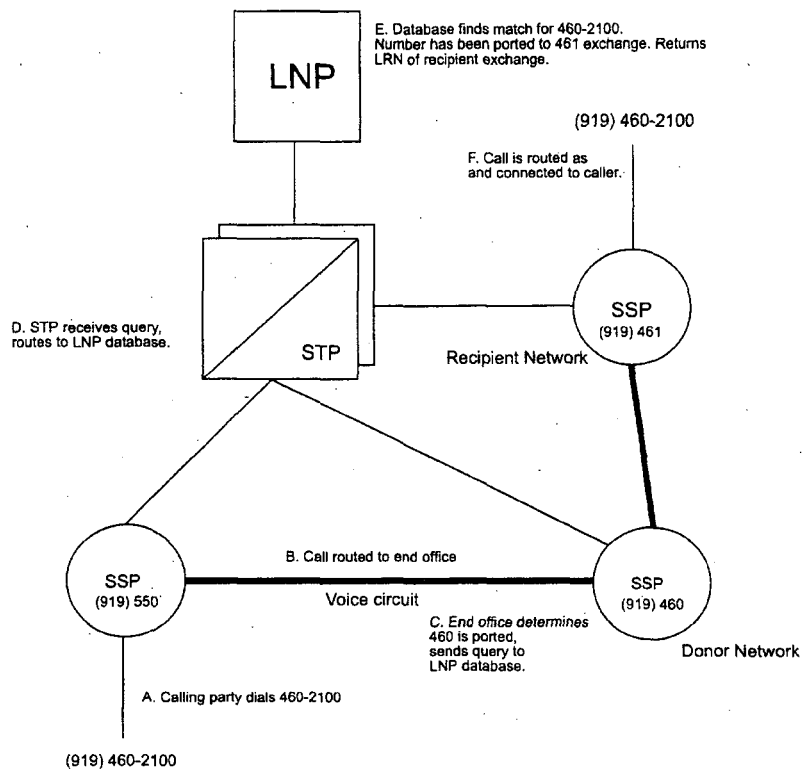 E. Database finds match for 460-2100.
Number has been ported to 461 exchange. Returns
LRN of recipient exchange.
LNP
(919) 460-2100
F. Call is routed as
and connected to caller.
SSP
(919) 461
D. STP receives query,
routes to LNP database.
STP
Recipient Network
B. Call routed to end office
SSP
(919) 550
Voice circuit
SSP
(919) 460
C. End office determines
460 is ported,
sends query to
LNP database.
Donor Network
A. Calling party dials 460-2100
(919) 460-2100